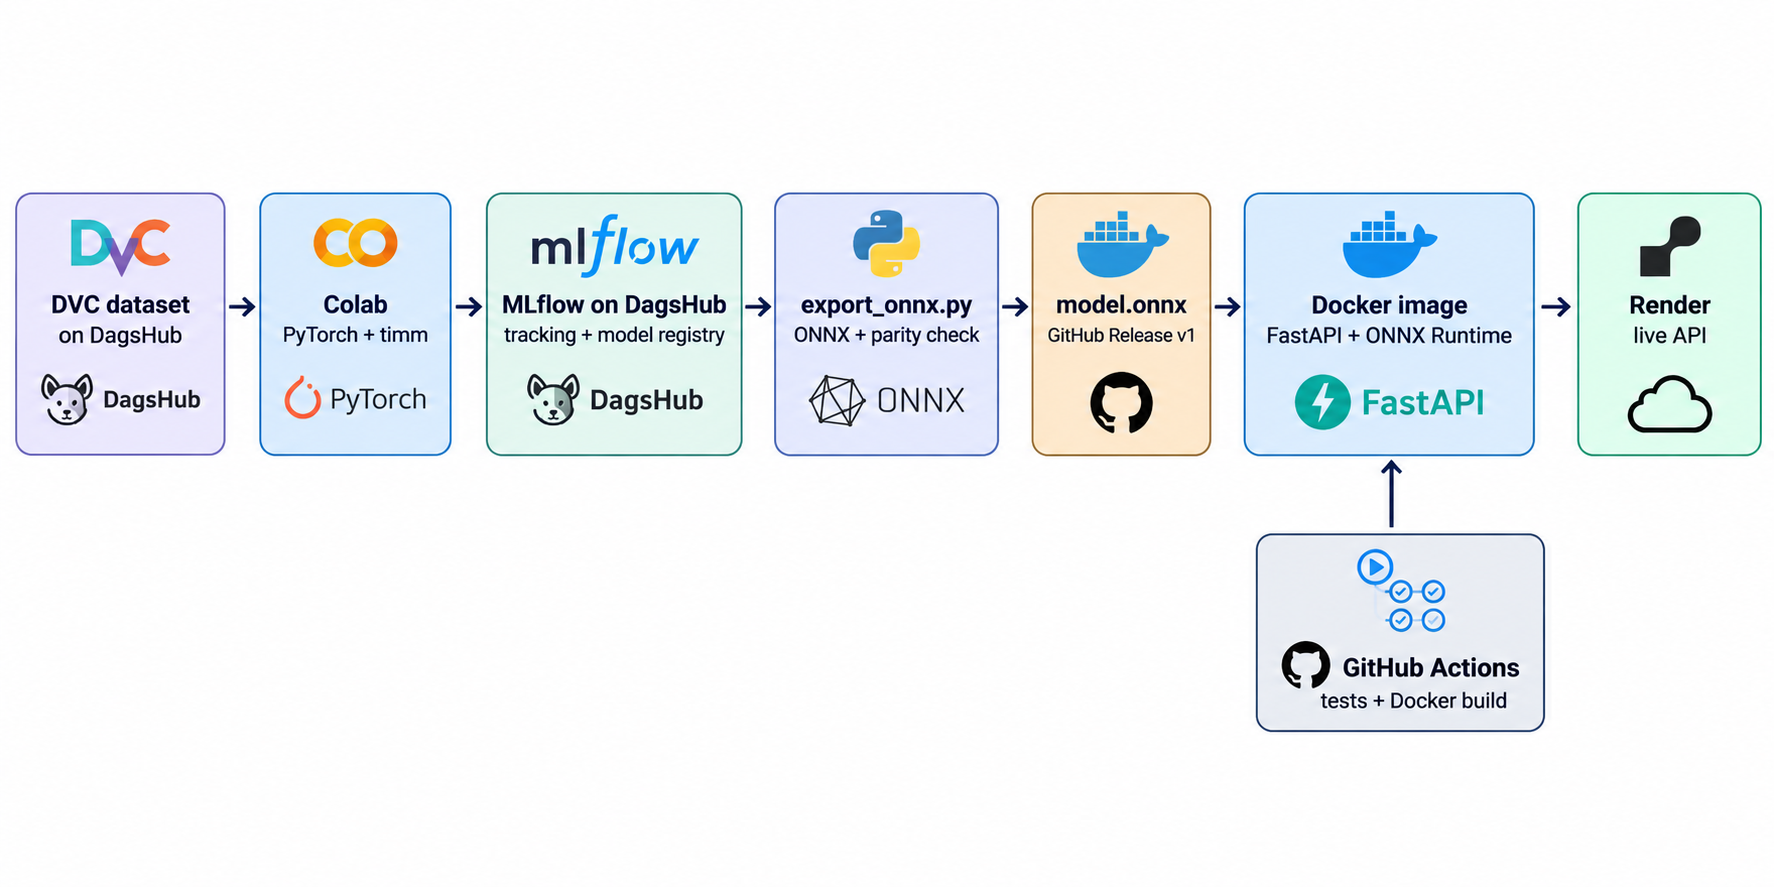 DVC
DVC dataset
on DagsHub
DagsHub
CO
Colab
PyTorch + timm
PyTorch
mlflow
MLflow on DagsHub
tracking + model registry
DagsHub
export_onnx.py
ONNX + parity check
ONNX
model.onnx
GitHub Release v1
Docker image
FastAPI + ONNX Runtime
FastAPI
Render
live API
GitHub Actions
tests + Docker build